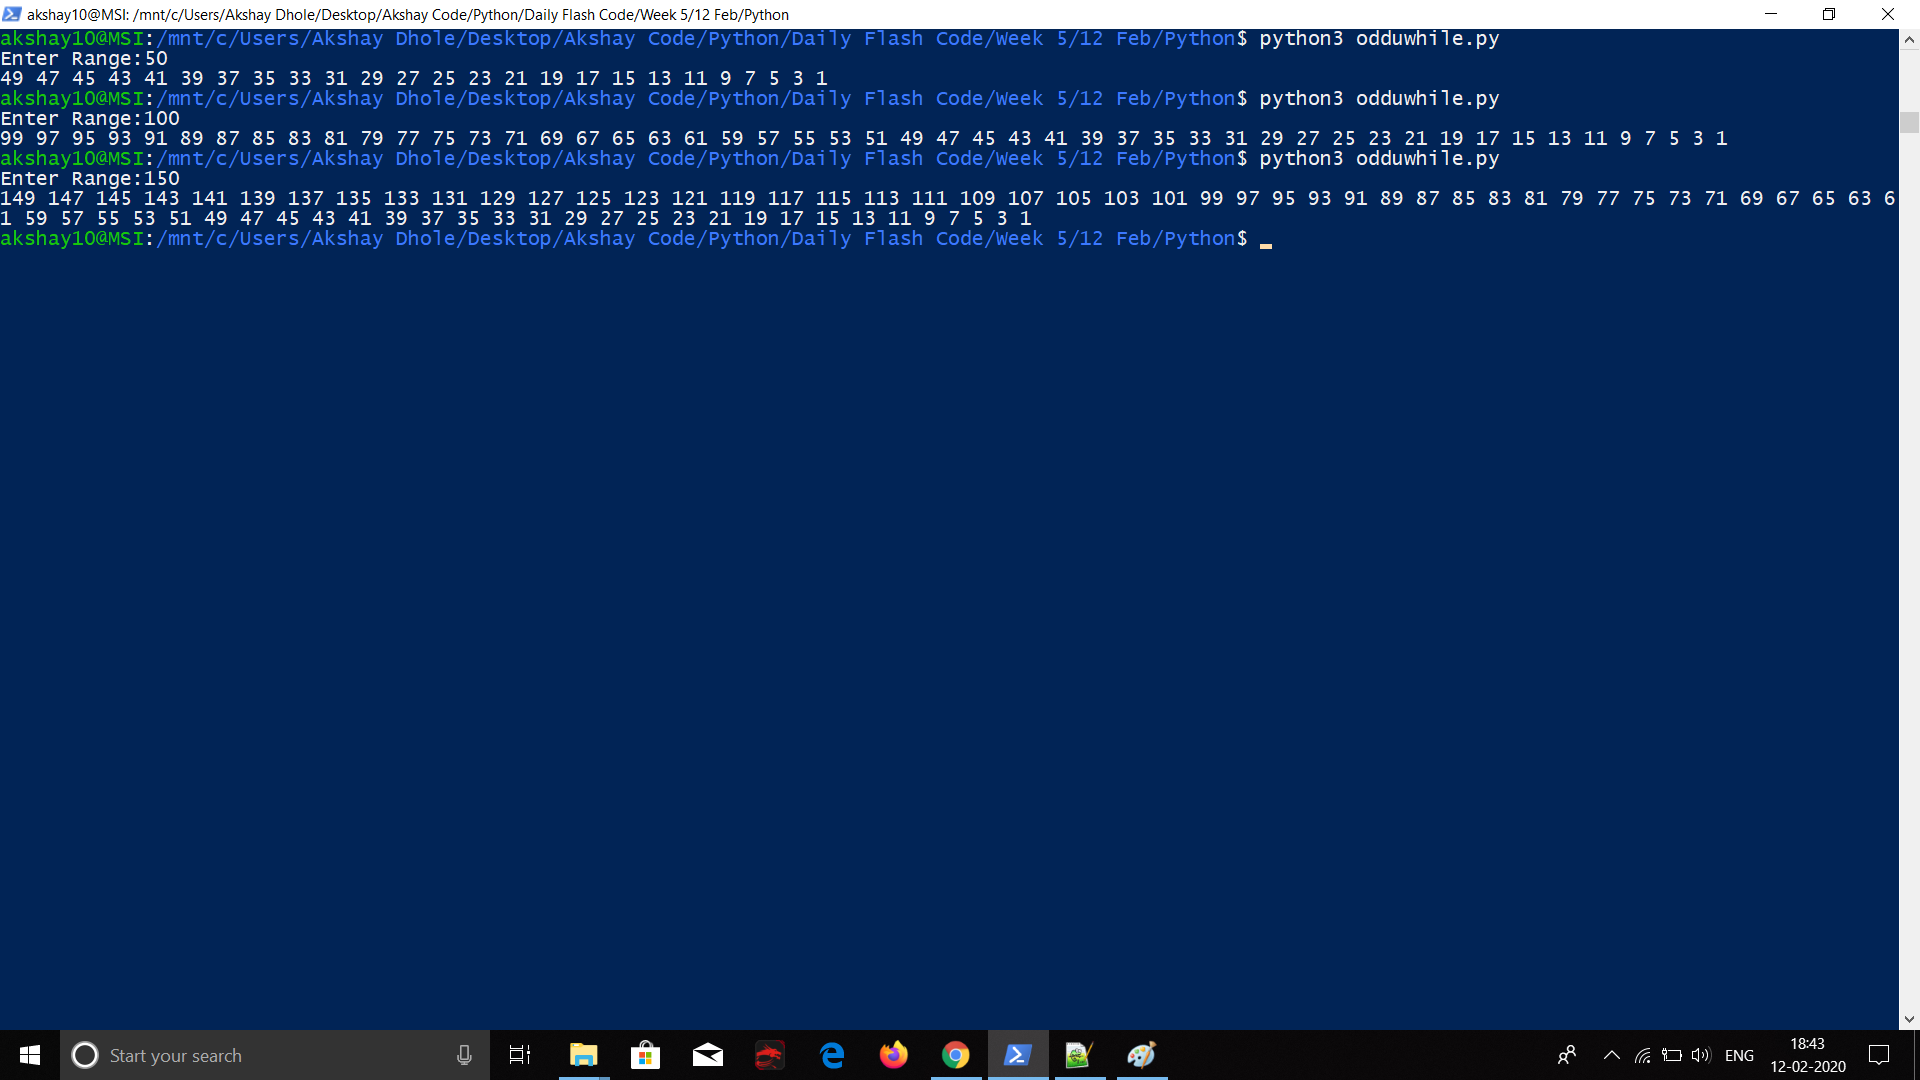 akshay10@MSI: /mnt/c/Users/Akshay Dhole/Desktop/Akshay Code/Python/Daily Flash Code/Week 5/12 Feb/Python
akshay10@MSI:/mnt/c/Users/Akshay Dhole/Desktop/Akshay Code/Python/Daily Flash Code/Week 5/12 Feb/Python$ python3 odduwhile.py
Enter Range:50
49 47 45 43 41 39 37 35 33 31 29 27 25 23 21 19 17 15 13 11 9 7 5 3 1
akshay10@MSI:/mnt/c/Users/Akshay Dhole/Desktop/Akshay Code/Python/Daily Flash Code/Week 5/12 Feb/Python$ python3 odduwhile.py
Enter Range:100
99 97 95 93 91 89 87 85 83 81 79 77 75 73 71 69 67 65 63 61 59 57 55 53 51 49 47 45 43 41 39 37 35 33 31 29 27 25 23 21 19 17 15 13 11 9 7 5 3 1
akshay10@MSI:/mnt/c/Users/Akshay Dhole/Desktop/Akshay Code/Python/Daily Flash Code/Week 5/12 Feb/Python$ python3 odduwhile.py
Enter Range:150
149 147 145 143 141 139 137 135 133 131 129 127 125 123 121 119 117 115 113 111 109 107 105 103 101 99 97 95 93 91 89 87 85 83 81 79 77 75 73 71 69 67 65 63 6
1 59 57 55 53 51 49 47 45 43 41 39 37 35 33 31 29 27 25 23 21 19 17 15 13 11 9 7 5 3 1
akshay10@MSI:/mnt/c/Users/Akshay Dhole/Desktop/Akshay Code/Python/Daily Flash Code/Week 5/12 Feb/Python$ _
Start your search
ENG
18:43
12-02-2020